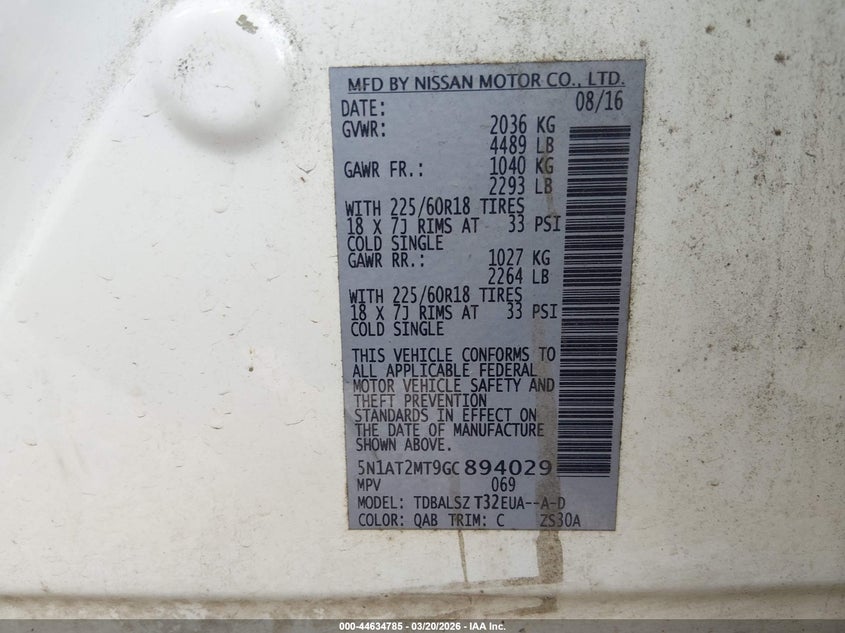 MFD BY NISSAN MOTOR CO., LTD.
DATE: 08/16
GVWR: 2036 KG
4489 LB
GAWR FR.: 1040 KG
2293 LB
WITH 225/60R18 TIRES
18 X 7J RIMS AT 33 PSI
COLD SINGLE
GAWR RR.: 1027 KG
2264 LB
WITH 225/60R18 TIRES
18 X 7J RIMS AT 33 PSI
COLD SINGLE
THIS VEHICLE CONFORMS TO
ALL APPLICABLE FEDERAL
MOTOR VEHICLE SAFETY AND
THEFT PREVENTION
STANDARDS IN EFFECT ON
THE DATE OF MANUFACTURE
SHOWN ABOVE.
5N1AT2MT9GC894029
MPV 069
MODEL: TDBALSZ T32EUA--A-D
COLOR: QAB TRIM: C ZS30A
000-44634785 - 03/20/2026 - IAA Inc.